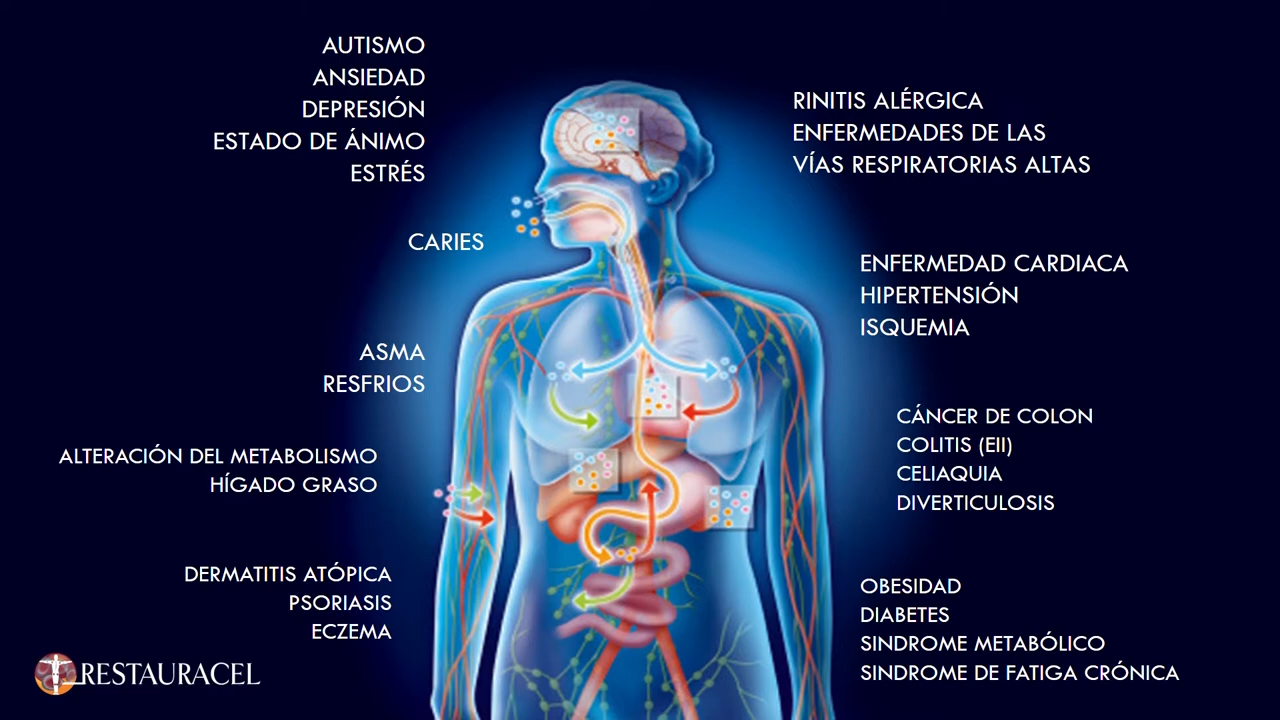 AUTISMO
ANSIEDAD
DEPRESIÓN
ESTADO DE ÁNIMO
ESTRÉS
CARIES
ASMA
RESFRIOS
ALTERACIÓN DEL METABOLISMO
HÍGADO GRASO
DERMATITIS ATÓPICA
PSORIASIS
ECZEMA
RESTAURACEL
RINITIS ALÉRGICA
ENFERMEDADES DE LAS
VÍAS RESPIRATORIAS ALTAS
ENFERMEDAD CARDIACA
HIPERTENSIÓN
ISQUEMIA
CÁNCER DE COLON
COLITIS (EII)
CELIAQUIA
DIVERTICULOSIS
OBESIDAD
DIABETES
SINDROME METABÓLICO
SINDROME DE FATIGA CRÓNICA